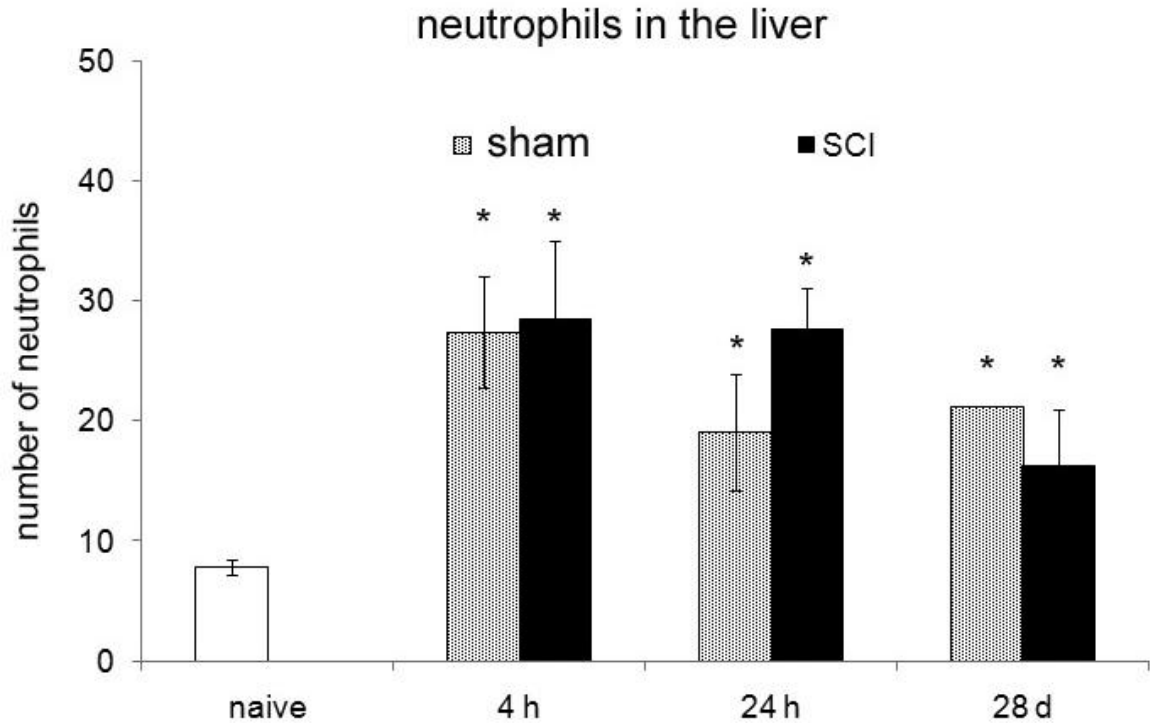 neutrophils in the liver
50
sham SCI
40
* *
*
30
*
* *
20
10
0
number of neutrophils
naive 4 h 24 h 28 d